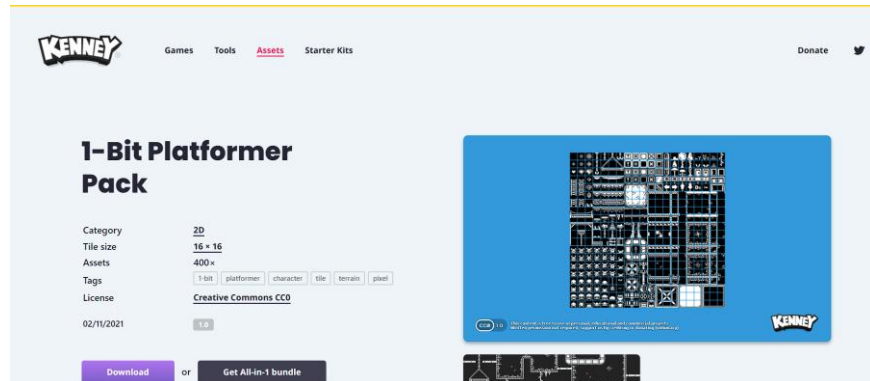 KENNEY
Games Tools Assets Starter Kits
Donate
1-Bit Platformer
Pack
Category 2D
Tile size 16 × 16
Assets 400×
Tags 1-bit platformer character tile terrain pixel
License Creative Commons CC0
02/11/2021 1.0
Download or Get All-in-1 bundle
KENNEY